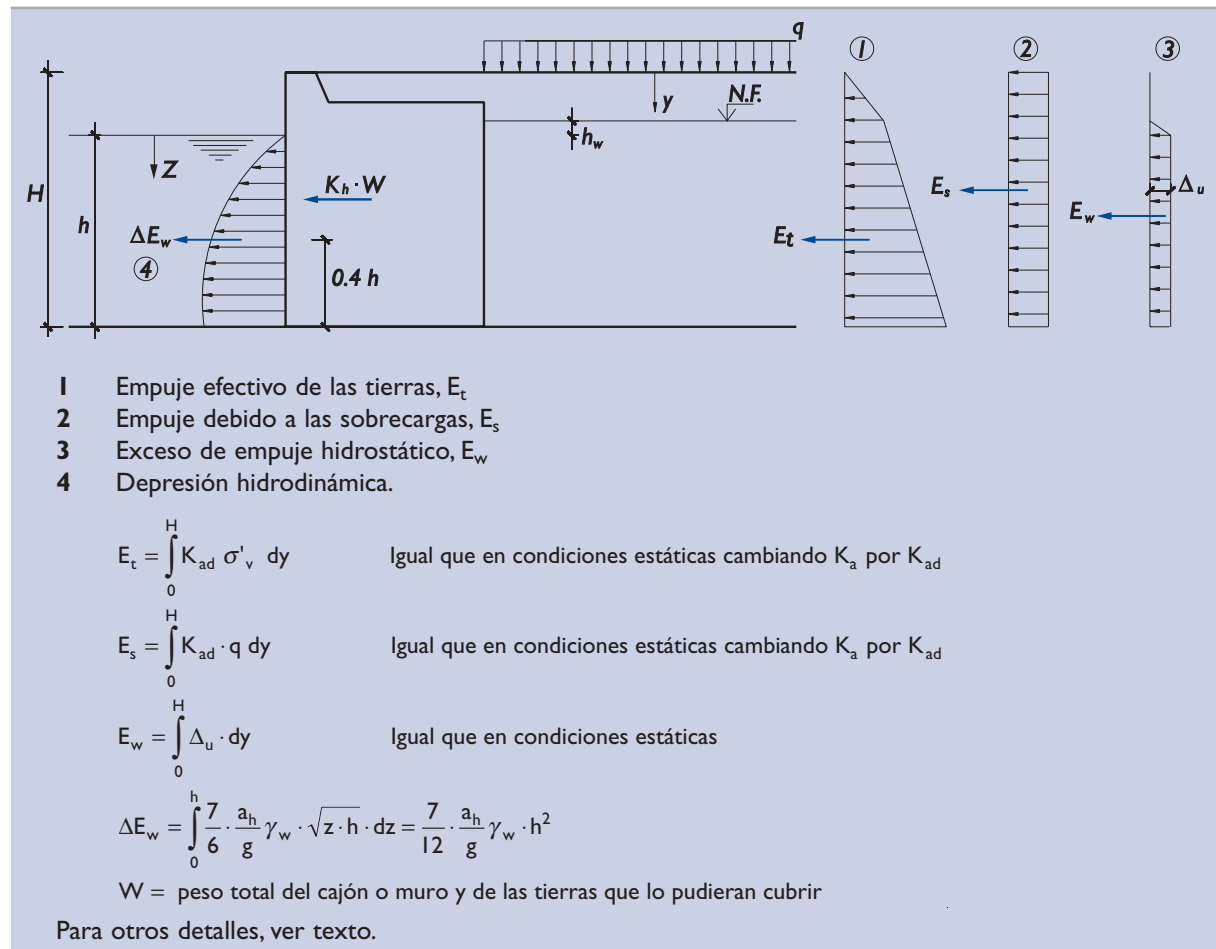 q
① ② ③
y N.F.
h_w
Z
H
h
K_h · W
ΔE_w
④
0.4 h
E_t
E_s
E_w
Δ_u
1 Empuje efectivo de las tierras, E_t
2 Empuje debido a las sobrecargas, E_s
3 Exceso de empuje hidrostático, E_w
4 Depresión hidrodinámica.
E_t = ∫_0^H K_ad σ'_v dy Igual que en condiciones estáticas cambiando K_a por K_ad
E_s = ∫_0^H K_ad · q dy Igual que en condiciones estáticas cambiando K_a por K_ad
E_w = ∫_0^H Δ_u · dy Igual que en condiciones estáticas
ΔE_w = ∫_0^h 7/6 · a_h/g γ_w · √(z · h) · dz = 7/12 · a_h/g γ_w · h²
W = peso total del cajón o muro y de las tierras que lo pudieran cubrir
Para otros detalles, ver texto.